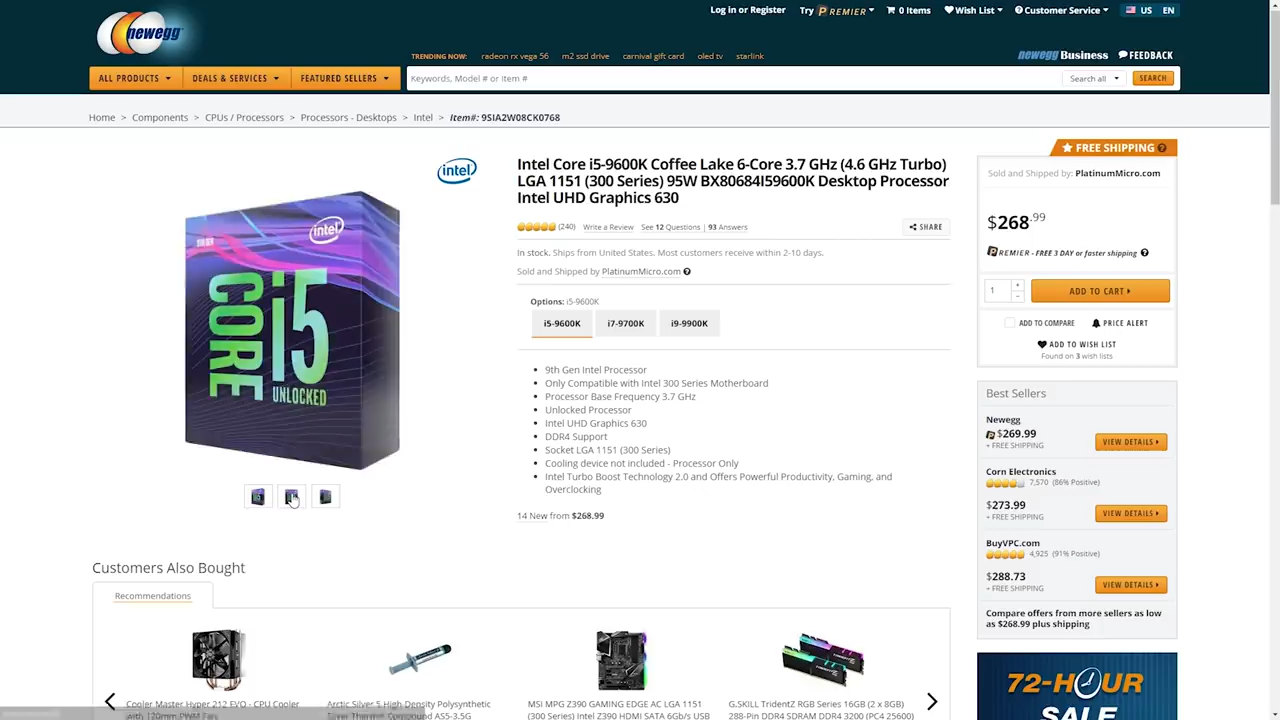 Log in or Register
Try PREMIER
0 Items
Wish List
Customer Service
US EN
newegg
TRENDING NOW: radeon rx vega 56 m2 ssd drive carnival gift card oled tv starlink
newegg Business
FEEDBACK
ALL PRODUCTS
DEALS & SERVICES
FEATURED SELLERS
Keywords, Model # or Item #
Search all
SEARCH
Home > Components > CPUs / Processors > Processors - Desktops > Intel > Item#: 9SIA2W08CK0768
intel
intel
CORE i5
UNLOCKED
Intel Core i5-9600K Coffee Lake 6-Core 3.7 GHz (4.6 GHz Turbo)
LGA 1151 (300 Series) 95W BX80684I59600K Desktop Processor
Intel UHD Graphics 630
(240) Write a Review See 12 Questions | 93 Answers
SHARE
In stock. Ships from United States. Most customers receive within 2-10 days.
Sold and Shipped by PlatinumMicro.com
Options: i5-9600K
i5-9600K
i7-9700K
i9-9900K
9th Gen Intel Processor
Only Compatible with Intel 300 Series Motherboard
Processor Base Frequency 3.7 GHz
Unlocked Processor
Intel UHD Graphics 630
DDR4 Support
Socket LGA 1151 (300 Series)
Cooling device not included - Processor Only
Intel Turbo Boost Technology 2.0 and Offers Powerful Productivity, Gaming, and
Overclocking
14 New from $268.99
FREE SHIPPING
Sold and Shipped by: PlatinumMicro.com
$268.99
PREMIER - FREE 3 DAY or faster shipping
1
ADD TO CART
ADD TO COMPARE
PRICE ALERT
ADD TO WISH LIST
Found on 3 wish lists
Best Sellers
Newegg
$269.99
+ FREE SHIPPING
VIEW DETAILS
Corn Electronics
7,570 (86% Positive)
$273.99
+ FREE SHIPPING
VIEW DETAILS
BuyVPC.com
4,925 (91% Positive)
$288.73
+ FREE SHIPPING
VIEW DETAILS
Compare offers from more sellers as low
as $268.99 plus shipping
72-HOUR
SALE
Customers Also Bought
Recommendations
Cooler Master Hyper 212 EVO - CPU Cooler
with 120mm PWM Fan
Arctic Silver 5 High Density Polysynthetic
Silver Thermal Compound AS5-3.5G
MSI MPG Z390 GAMING EDGE AC LGA 1151
(300 Series) Intel Z390 HDMI SATA 6Gb/s USB
G.SKILL TridentZ RGB Series 16GB (2 x 8GB)
288-Pin DDR4 SDRAM DDR4 3200 (PC4 25600)